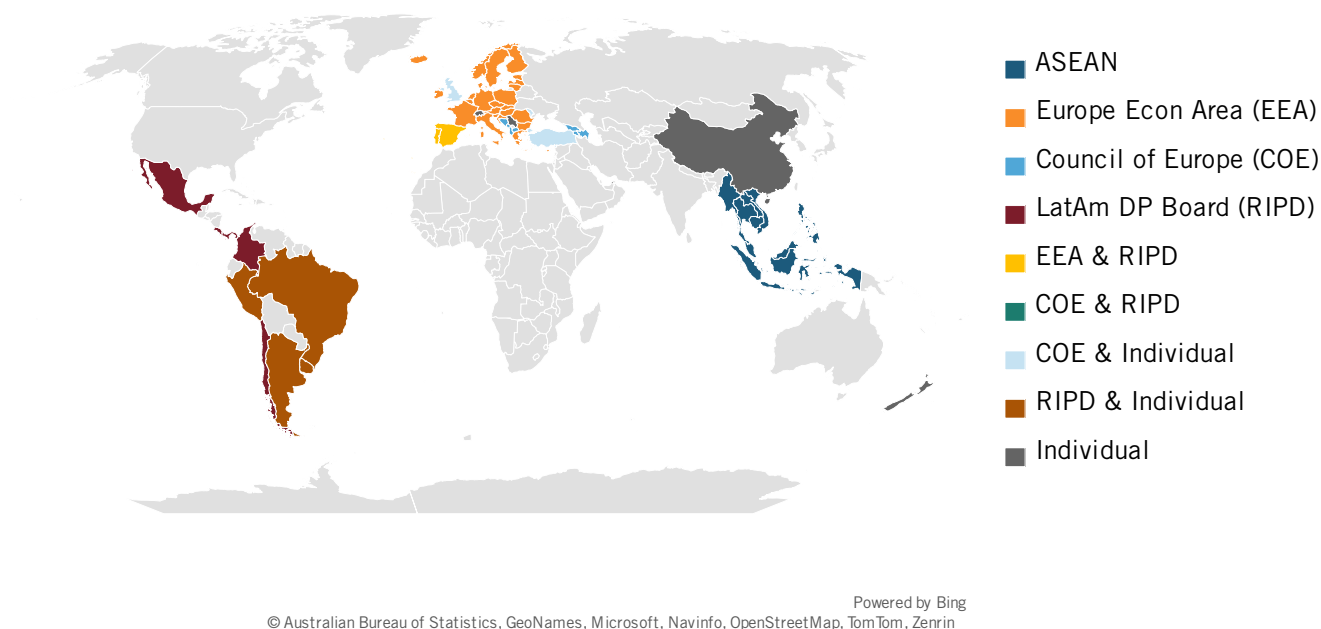 ASEAN
Europe Econ Area (EEA)
Council of Europe (COE)
LatAm DP Board (RIPD)
EEA & RIPD
COE & RIPD
COE & Individual
RIPD & Individual
Individual
Powered by Bing
© Australian Bureau of Statistics, GeoNames, Microsoft, Navinfo, OpenStreetMap, TomTom, Zenrin